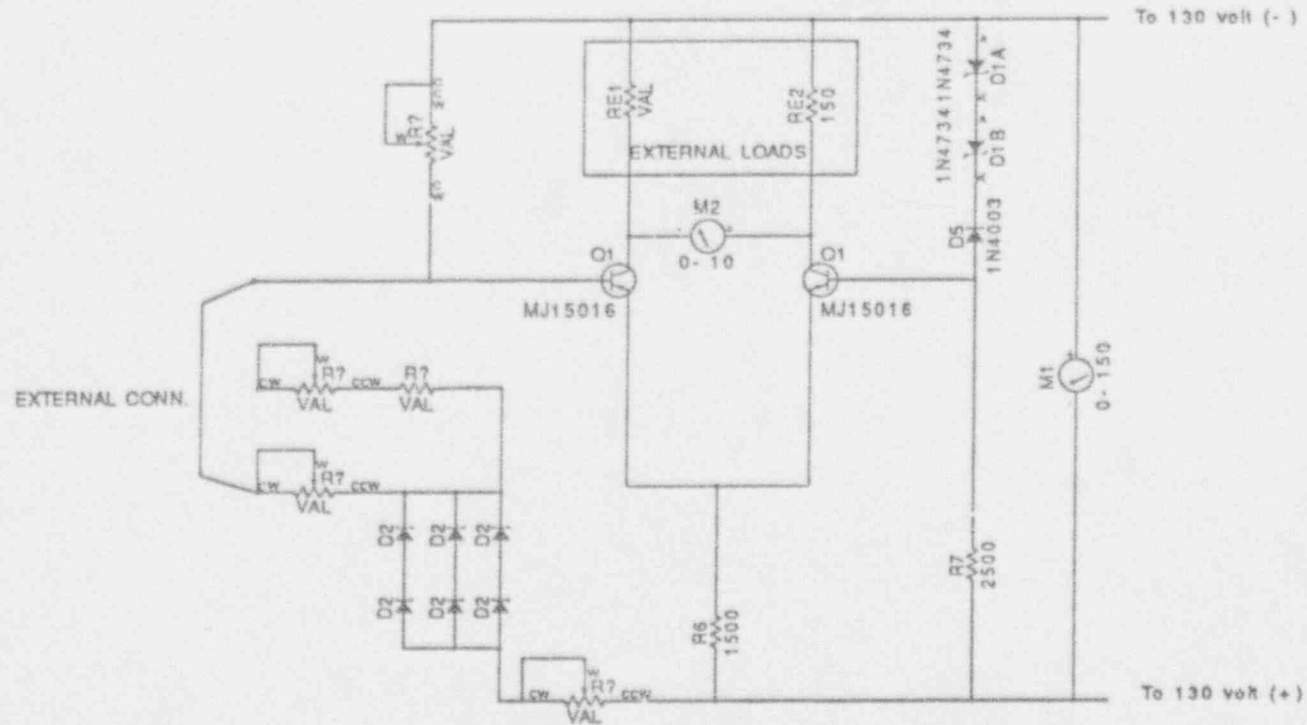 To 130 volt (-)
R?
VAL
W
RE1
VAL
RE2
150
EXTERNAL LOADS
1N4734
D1A
1N4734
D1B
D5
1N4003
M2
0-10
Q1
MJ15016
Q1
MJ15016
M1
0-150
EXTERNAL CONN.
W
CW
R?
CCW
VAL
R?
VAL
W
CW
R?
CCW
VAL
D2
D2
D2
D2
D2
D2
R7
2500
R6
1500
CW
R?
CCW
VAL
To 130 volt (+)